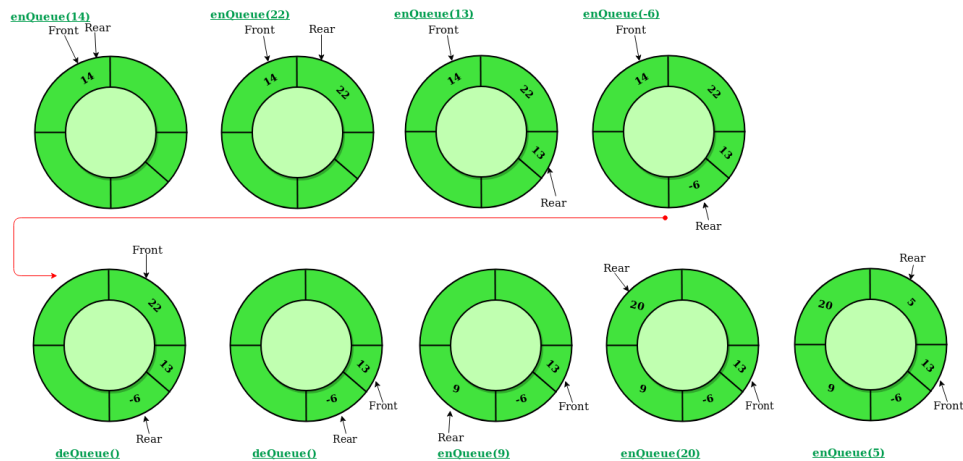 enQueue(14)
Front Rear
14
enQueue(22)
Front Rear
14
22
enQueue(13)
Front
14
22
13
Rear
enQueue(-6)
Front
14
22
13
-6
Rear
Front
22
13
-6
Rear
deQueue()
13
-6
Front
Rear
deQueue()
13
9
-6
Front
Rear
enQueue(9)
Rear
20
13
9
-6
Front
enQueue(20)
Rear
20
5
13
9
-6
Front
enQueue(5)